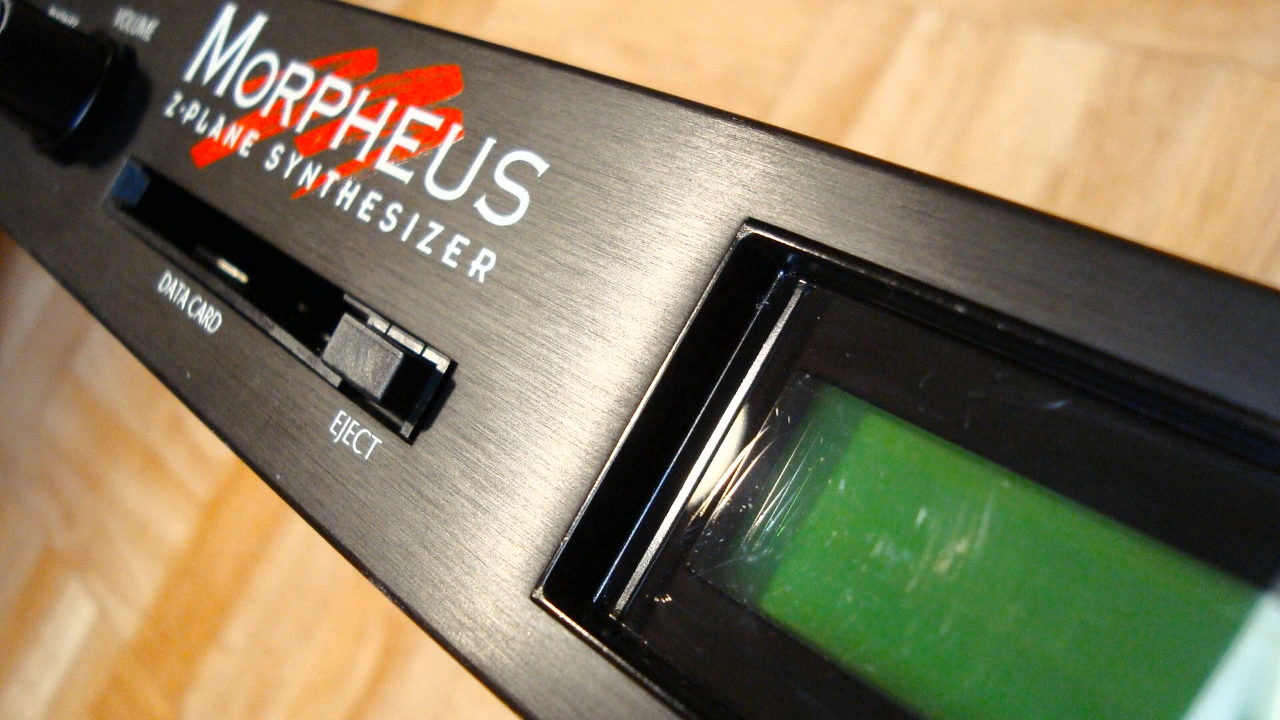 VOLUME
MORPHEUS
Z-PLANE SYNTHESIZER
DATA CARD
EJECT